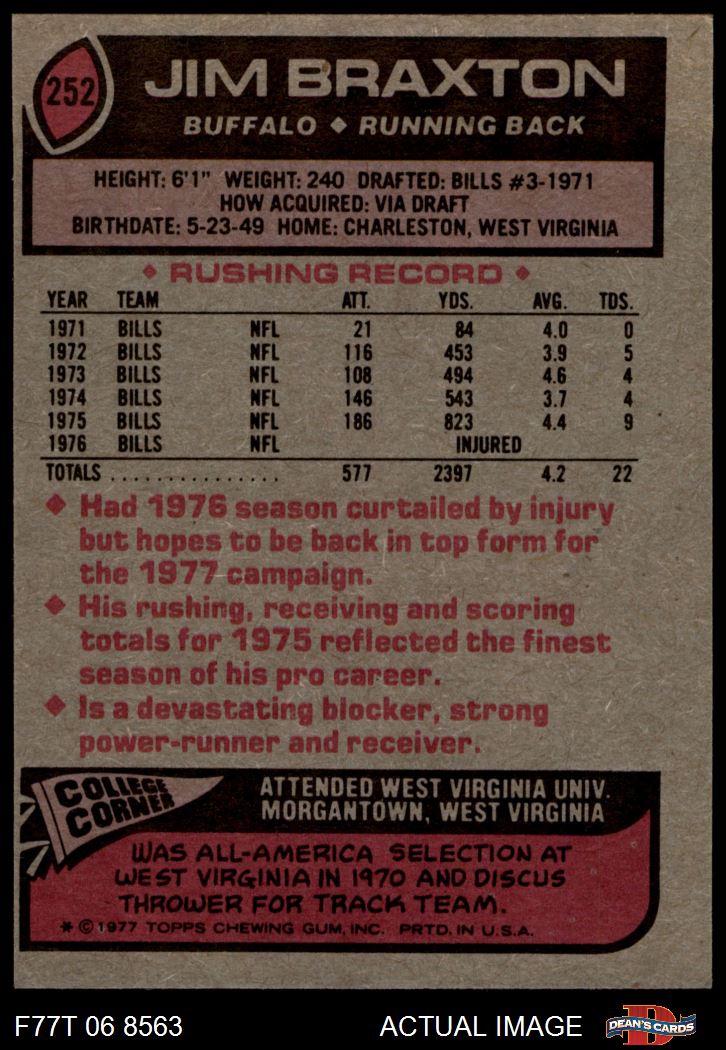 252
JIM BRAXTON
BUFFALO ◆ RUNNING BACK
HEIGHT: 6'1" WEIGHT: 240 DRAFTED: BILLS #3-1971
HOW ACQUIRED: VIA DRAFT
BIRTHDATE: 5-23-49 HOME: CHARLESTON, WEST VIRGINIA
◆ RUSHING RECORD ◆
YEAR TEAM ATT. YDS. AVG. TDS.
1971 BILLS NFL 21 84 4.0 0
1972 BILLS NFL 116 453 3.9 5
1973 BILLS NFL 108 494 4.6 4
1974 BILLS NFL 146 543 3.7 4
1975 BILLS NFL 186 823 4.4 9
1976 BILLS NFL INJURED
TOTALS ............... 577 2397 4.2 22
◆ Had 1976 season curtailed by injury
but hopes to be back in top form for
the 1977 campaign.
◆ His rushing, receiving and scoring
totals for 1975 reflected the finest
season of his pro career.
◆ Is a devastating blocker, strong
power-runner and receiver.
COLLEGE
CORNER
ATTENDED WEST VIRGINIA UNIV.
MORGANTOWN, WEST VIRGINIA
WAS ALL-AMERICA SELECTION AT
WEST VIRGINIA IN 1970 AND DISCUS
THROWER FOR TRACK TEAM.
* © 1977 TOPPS CHEWING GUM, INC. PRTD. IN U.S.A.
F77T 06 8563 ACTUAL IMAGE
D
DEAN'S CARDS